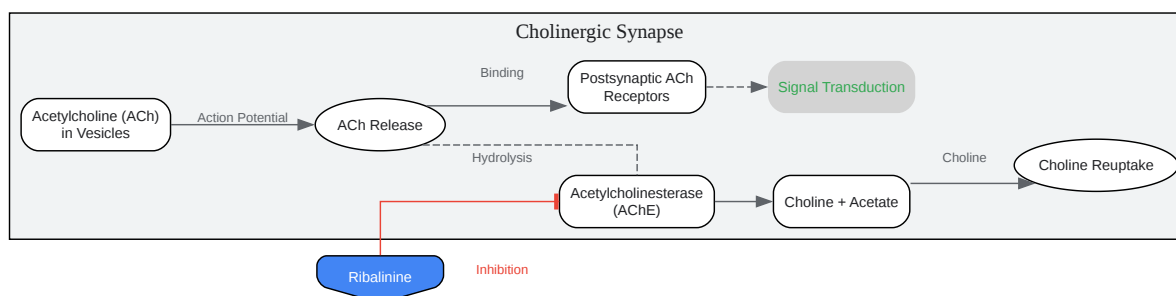 Cholinergic Synapse
Acetylcholine (ACh)
in Vesicles
Action Potential
ACh Release
Binding
Postsynaptic ACh
Receptors
Signal Transduction
Hydrolysis
Acetylcholinesterase
(AChE)
Choline + Acetate
Choline
Choline Reuptake
Ribalinine
Inhibition